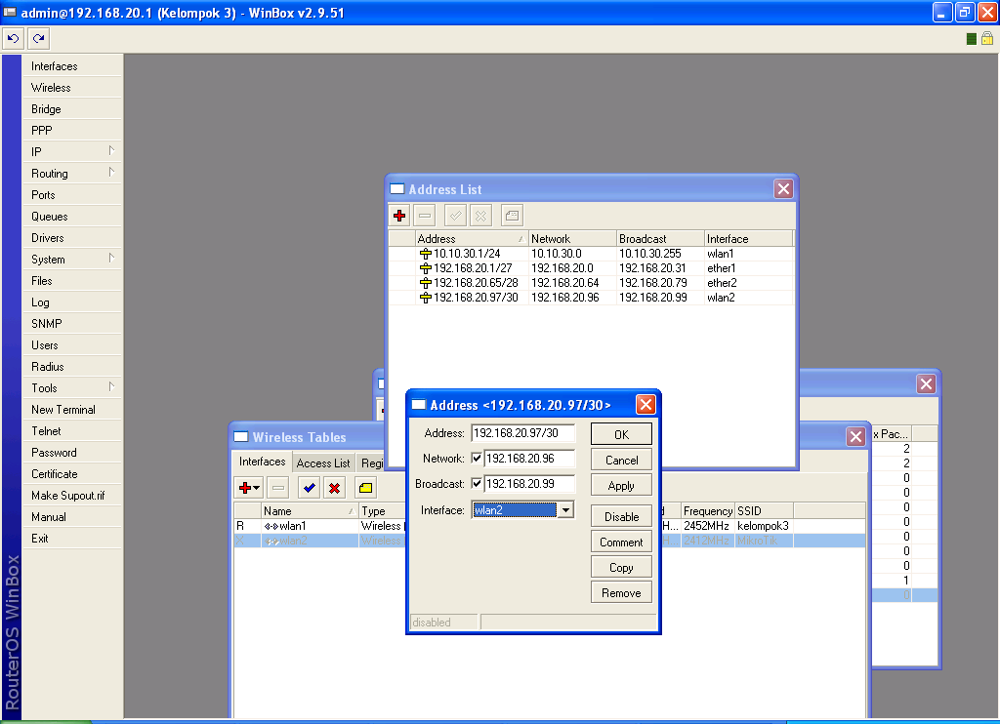 admin@192.168.20.1 (Kelompok 3) - WinBox v2.9.51
Interfaces
Wireless
Bridge
PPP
IP
Routing
Ports
Queues
Drivers
System
Files
Log
SNMP
Users
Radius
Tools
New Terminal
Telnet
Password
Certificate
Make Supout.rif
Manual
Exit
RouterOS WinBox
Address List
Address Network Broadcast Interface
10.10.30.1/24 10.10.30.0 10.10.30.255 wlan1
192.168.20.1/27 192.168.20.0 192.168.20.31 ether1
192.168.20.65/28 192.168.20.64 192.168.20.79 ether2
192.168.20.97/30 192.168.20.96 192.168.20.99 wlan2
Address <192.168.20.97/30>
Address: 192.168.20.97/30
Network: 192.168.20.96
Broadcast: 192.168.20.99
Interface: wlan2
OK
Cancel
Apply
Disable
Comment
Copy
Remove
disabled
Wireless Tables
Interfaces Access List Regi
Name Type d Frequency SSID
R wlan1 Wireless H... 2452MHz kelompok3
X wlan2 Wireless H... 2412MHz MikroTik
x Pac...
2
2
0
0
0
0
0
0
0
1
0